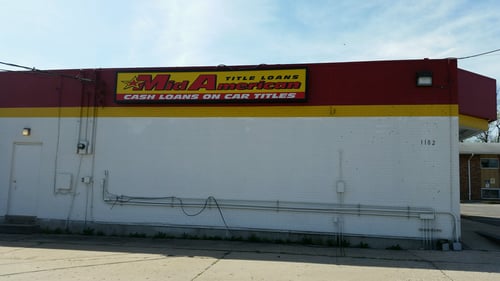 TITLE LOANS
Mid American
CASH LOANS ON CAR TITLES
1102